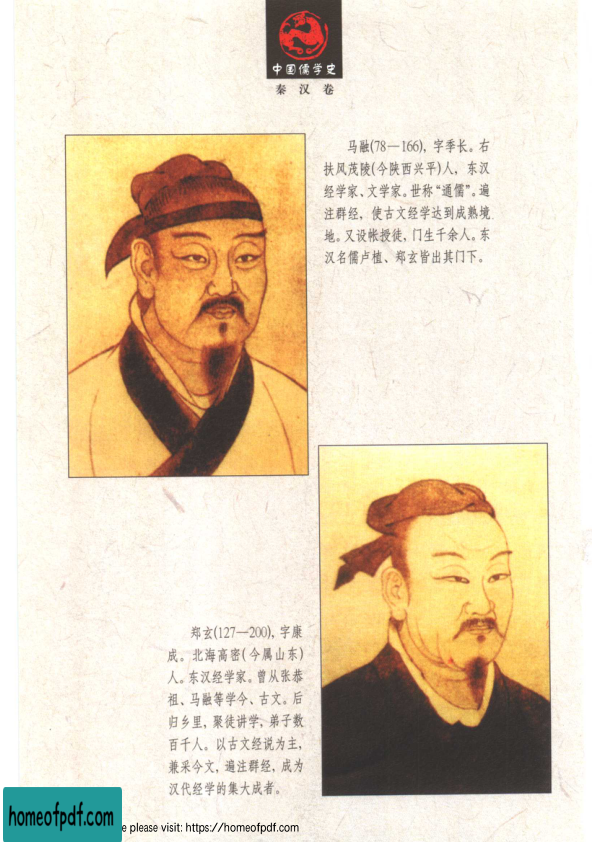 中国儒学史
秦汉卷
马融(78—166)，字季长。右
扶风茂陵(今陕西兴平)人，东汉
经学家、文学家。世称“通儒”。遍
注群经，使古文经学达到成熟境
地。又设帐授徒，门生千余人。东
汉名儒卢植、郑玄皆出其门下。
郑玄(127—200)，字康
成。北海高密(今属山东)
人。东汉经学家。曾从张恭
祖、马融等学今、古文。后
归乡里，聚徒讲学，弟子数
百千人。以古文经说为主，
兼采今文，遍注群经，成为
汉代经学的集大成者。
homeofpdf.com
e please visit: https://homeofpdf.com